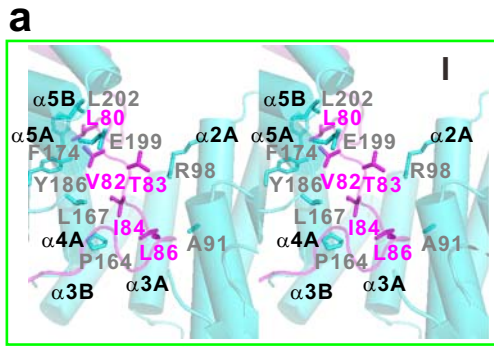 a
I
α5B L202 α5B L202
L80 L80
α5A E199 α2A α5A E199 α2A
F174 R98 F174 R98
Y186 V82 T83 Y186 V82 T83
L167 I84 L167 I84
α4A L86 α4A L86 A91
P164 P164
α3B α3A α3B α3A